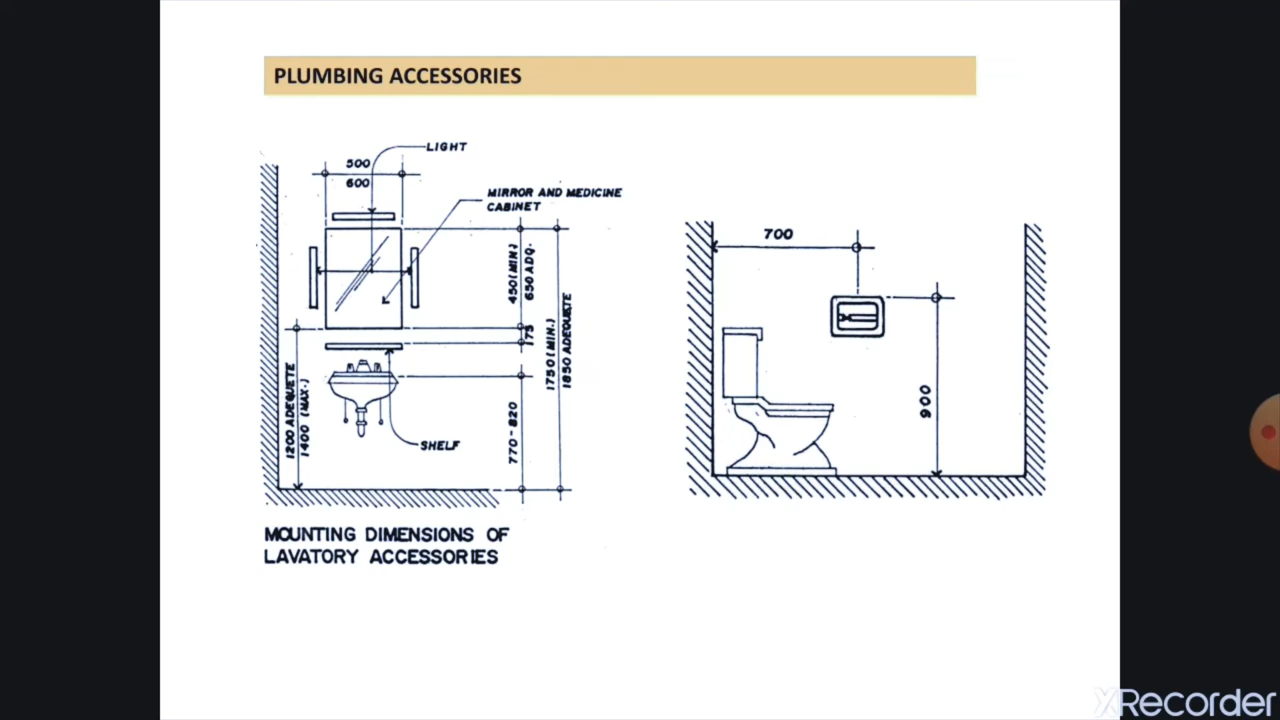 PLUMBING ACCESSORIES
LIGHT
500
600
MIRROR AND MEDICINE
CABINET
450(MIN.)
650 ADQ.
175
1750(MIN.)
1850 ADEQUETE
1200 ADEQUETE
1400 (MAX.)
770-820
SHELF
MOUNTING DIMENSIONS OF
LAVATORY ACCESSORIES
700
900
XRecorder